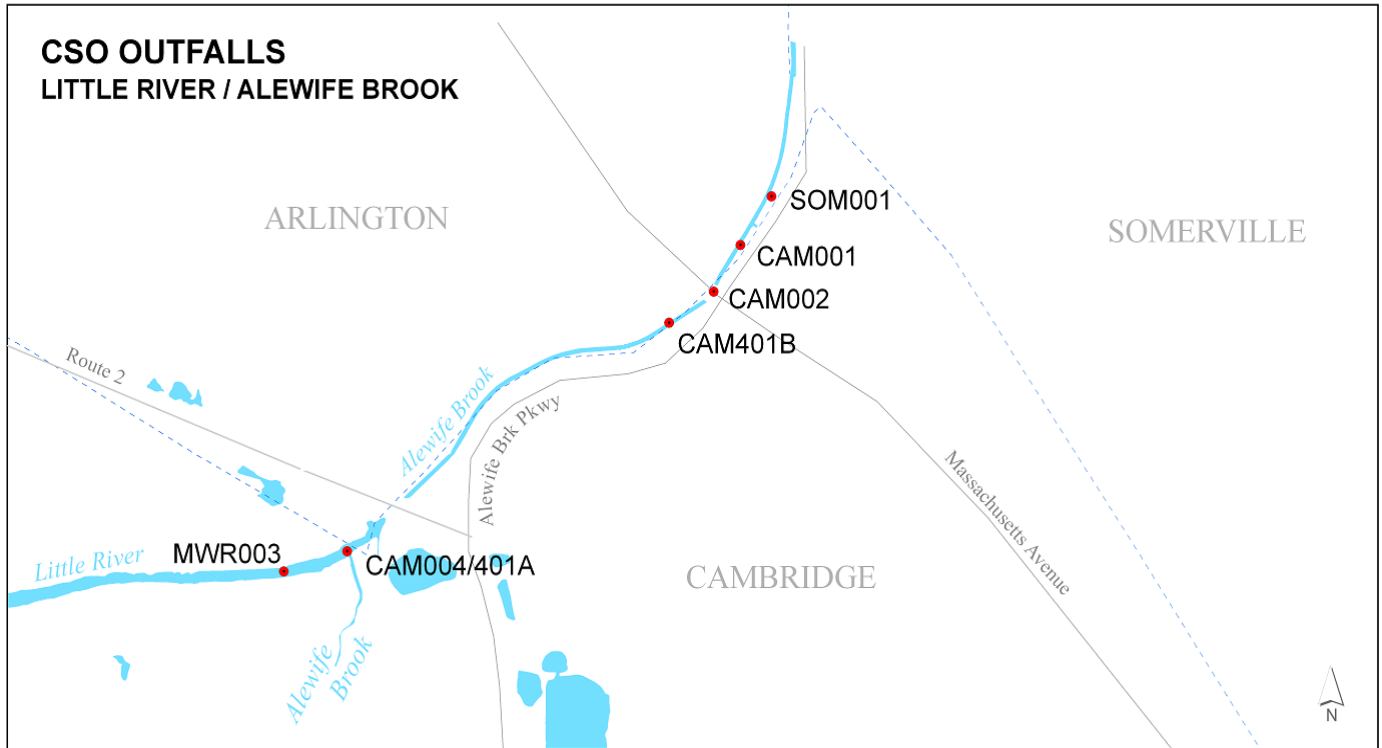 CSO OUTFALLS
LITTLE RIVER / ALEWIFE BROOK
SOM001
ARLINGTON
SOMERVILLE
CAM001
CAM002
CAM401B
Route 2
Alewife Brook
Alewife Brk Pkwy
Massachusetts Avenue
MWR003
Little River
CAM004/401A
CAMBRIDGE
Alewife
Brook
N